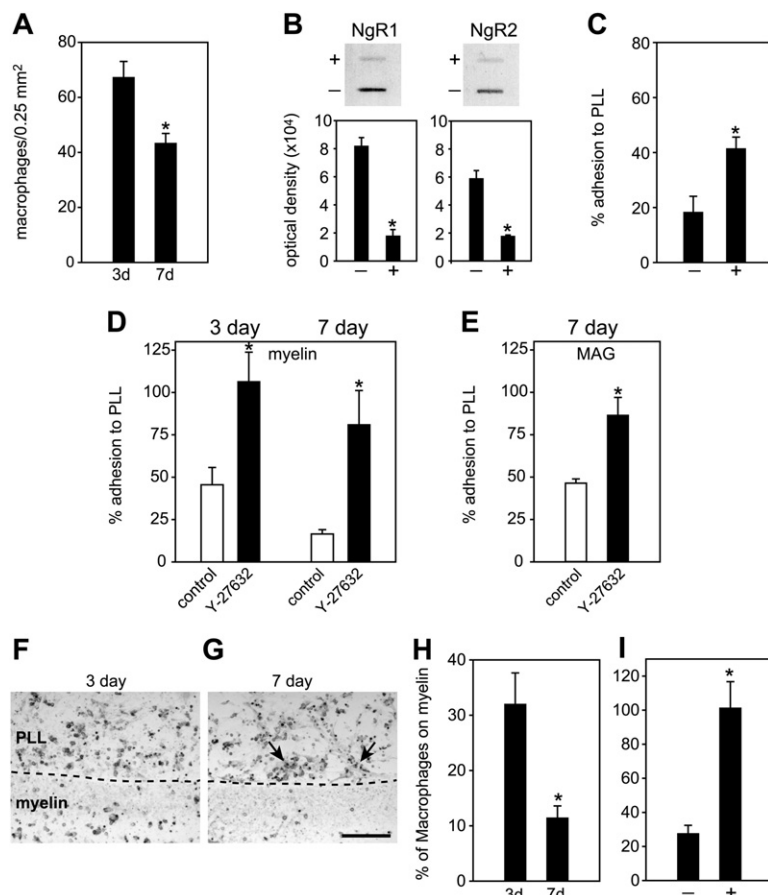 A
macrophages/0.25 mm²
80
60
40
20
0
*
3d 7d
B
NgR1 NgR2
+ +
– –
optical density (x10⁴)
10
8
6
4
2
0
*
– +
10
8
6
4
2
0
*
– +
C
% adhesion to PLL
80
60
40
20
0
*
– +
D
3 day 7 day
myelin
% adhesion to PLL
125
100
75
50
25
0
* *
control Y-27632 control Y-27632
E
7 day
MAG
% adhesion to PLL
125
100
75
50
25
0
*
control Y-27632
F
3 day
PLL
myelin
G
7 day
H
% of Macrophages on myelin
40
30
20
10
0
*
3d 7d
I
120
100
80
60
40
20
0
*
– +